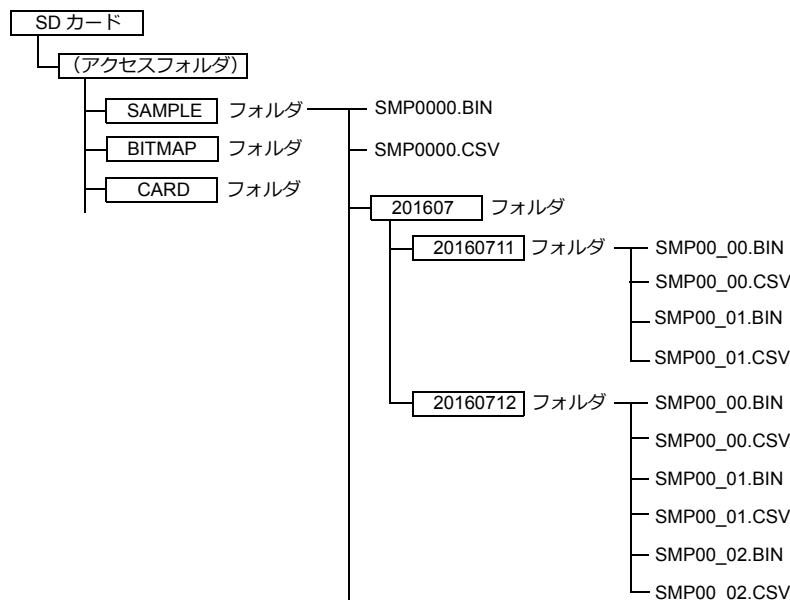 SD カード
（アクセスフォルダ）
SAMPLE フォルダ SMP0000.BIN
BITMAP フォルダ SMP0000.CSV
CARD フォルダ
201607 フォルダ
20160711 フォルダ SMP00_00.BIN
SMP00_00.CSV
SMP00_01.BIN
SMP00_01.CSV
20160712 フォルダ SMP00_00.BIN
SMP00_00.CSV
SMP00_01.BIN
SMP00_01.CSV
SMP00_02.BIN
SMP00_02.CSV